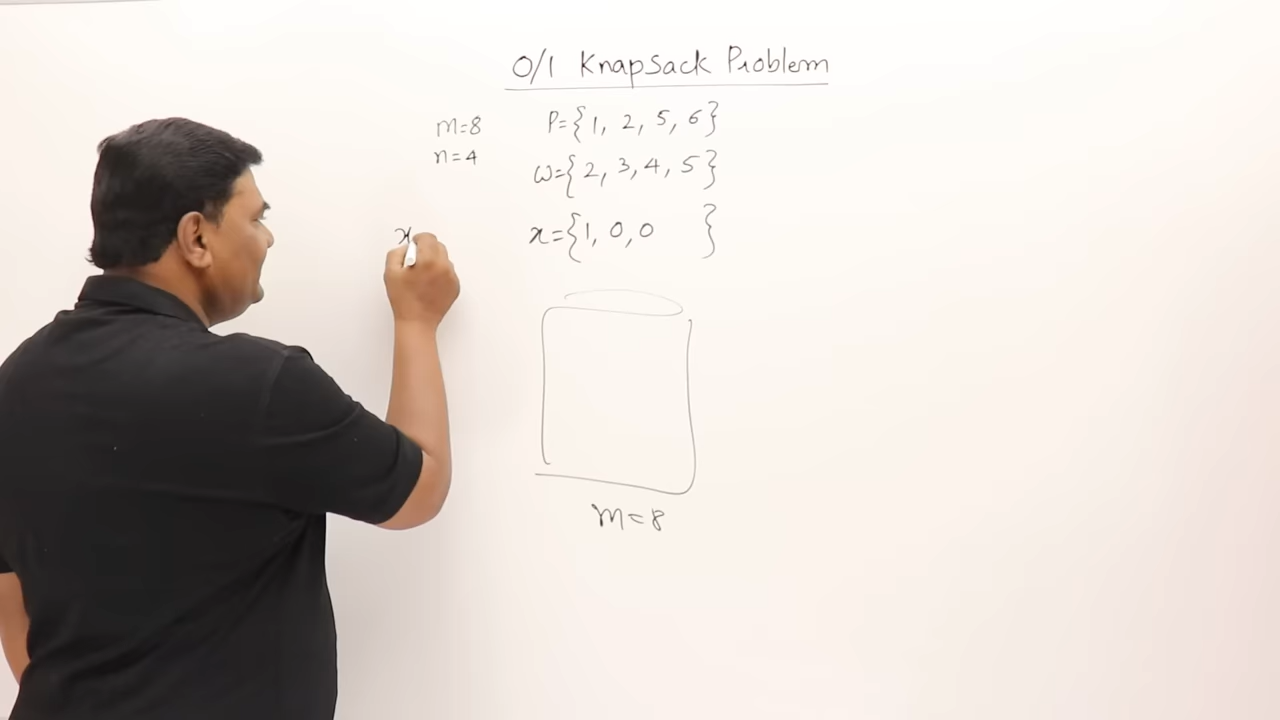 0/1 Knapsack Problem
m=8 P={1, 2, 5, 6}
n=4 w={2, 3, 4, 5}
x x={1, 0, 0 }
m=8